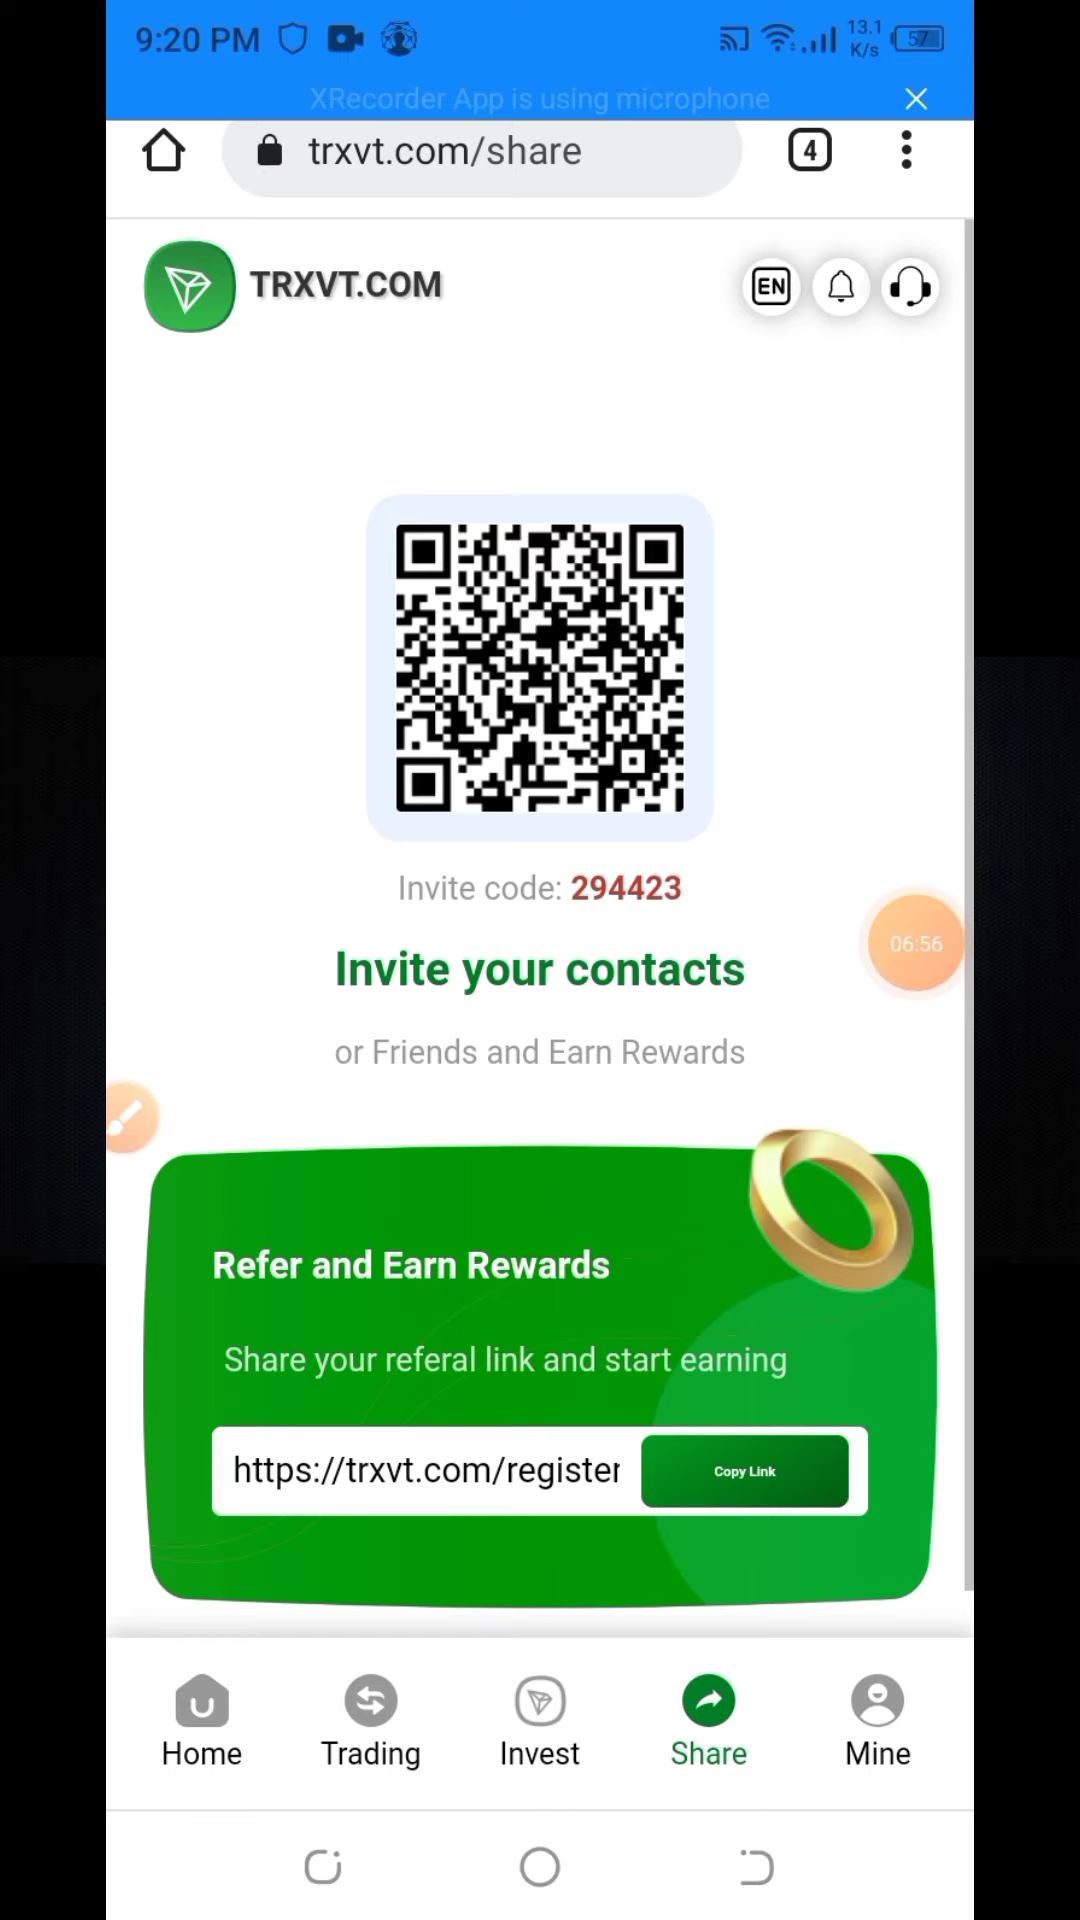 9:20 PM
13.1
K/s
57
XRecorder App is using microphone
trxvt.com/share
4
TRXVT.COM
EN
Invite code: 294423
06:56
Invite your contacts
or Friends and Earn Rewards
Refer and Earn Rewards
Share your referal link and start earning
https://trxvt.com/register
Copy Link
Home
Trading
Invest
Share
Mine